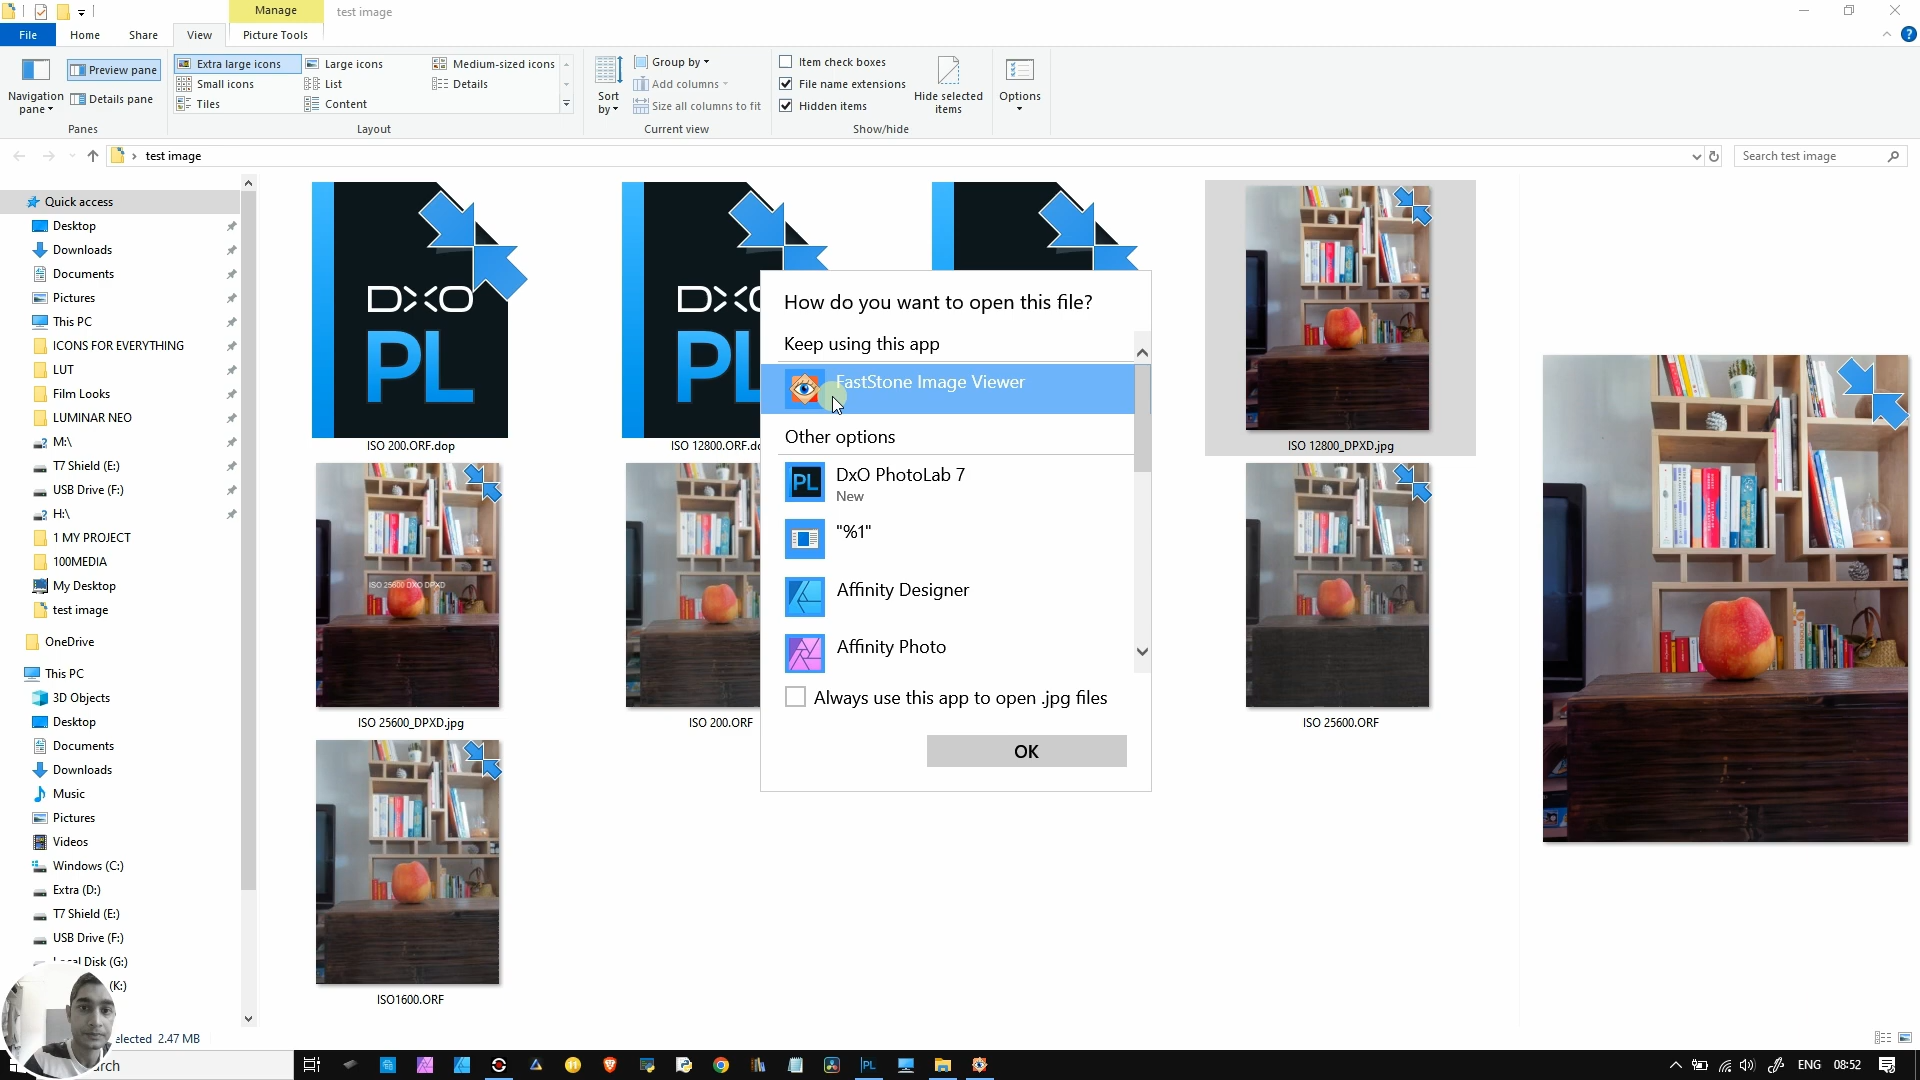 Manage
test image
File
Home
Share
View
Picture Tools
Navigation pane
Preview pane
Details pane
Panes
Extra large icons
Large icons
Medium-sized icons
Small icons
List
Details
Tiles
Content
Layout
Sort by
Group by
Add columns
Size all columns to fit
Current view
Item check boxes
File name extensions
Hidden items
Hide selected items
Show/hide
Options
test image
Search test image
Quick access
Desktop
Downloads
Documents
Pictures
This PC
ICONS FOR EVERYTHING
LUT
Film Looks
LUMINAR NEO
M:\
T7 Shield (E:)
USB Drive (F:)
H:\
1 MY PROJECT
100MEDIA
My Desktop
test image
OneDrive
This PC
3D Objects
Desktop
Documents
Downloads
Music
Pictures
Videos
Windows (C:)
Extra (D:)
T7 Shield (E:)
USB Drive (F:)
(G:)
(K:)
2.47 MB
DXO
PL
ISO 200.ORF.dop
ISO 12800.ORF
ISO 12800_DPXD.jpg
ISO 25600 DXO DPXD
ISO 25600_DPXD.jpg
ISO 200.ORF
ISO 25600.ORF
ISO1600.ORF
How do you want to open this file?
Keep using this app
FastStone Image Viewer
Other options
PL
DxO PhotoLab 7
New
"%1"
Affinity Designer
Affinity Photo
Always use this app to open .jpg files
OK
PL
ENG
08:52